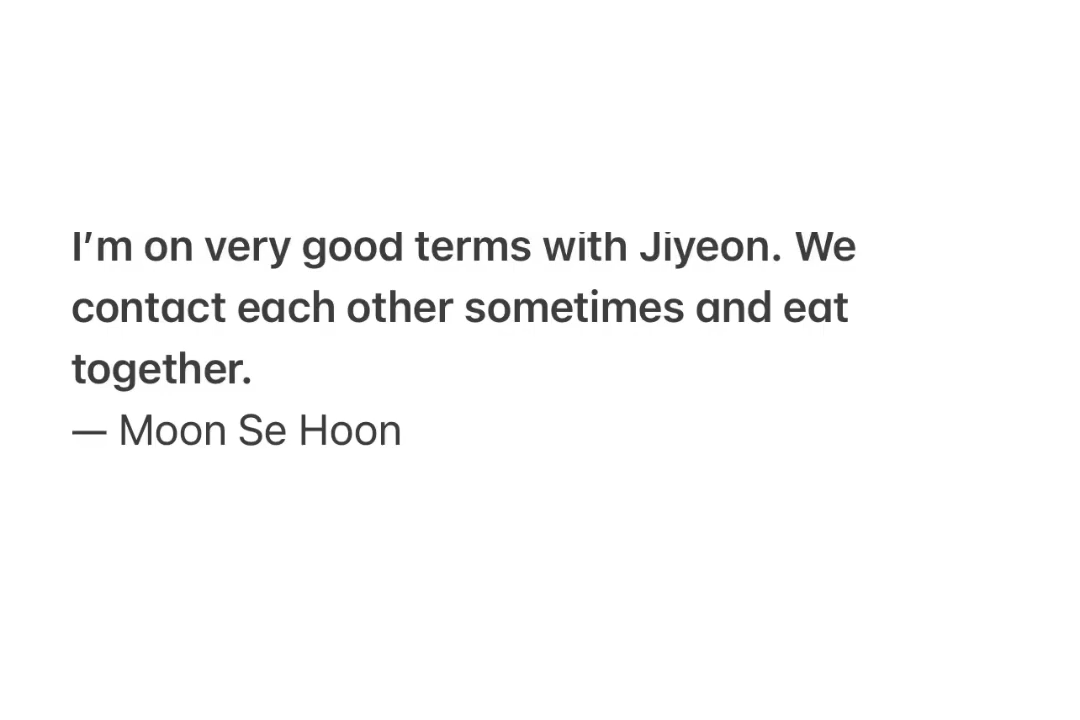 I’m on very good terms with Jiyeon. We
contact each other sometimes and eat
together.
— Moon Se Hoon